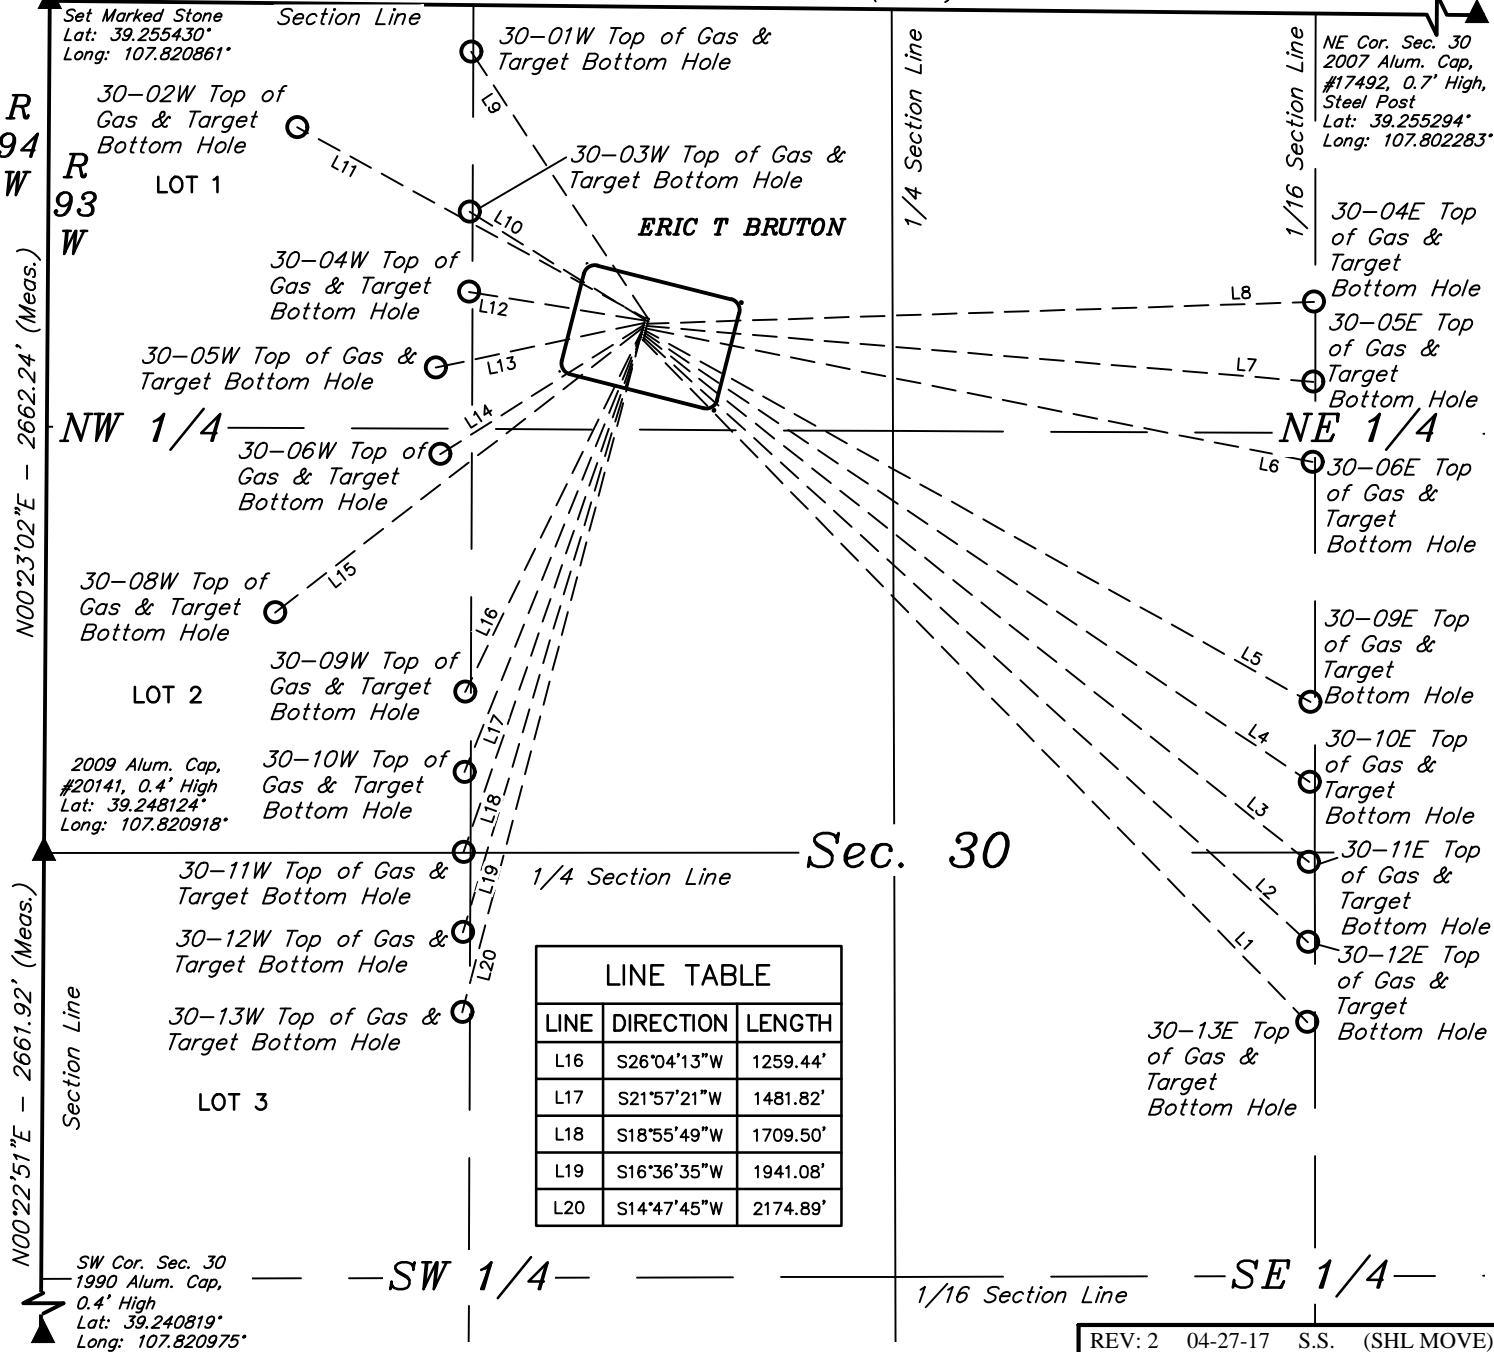 Set Marked Stone
Lat: 39.255430°
Long: 107.820861°
Section Line
30-01W Top of Gas &
Target Bottom Hole
1/4 Section Line
1/16 Section Line
NE Cor. Sec. 30
2007 Alum. Cap,
#17492, 0.7' High,
Steel Post
Lat: 39.255294°
Long: 107.802283°
R
94
W
R
93
W
30-02W Top of
Gas & Target
Bottom Hole
LOT 1
L9
L11
30-03W Top of Gas &
Target Bottom Hole
L10
ERIC T BRUTON
30-04W Top of
Gas & Target
Bottom Hole
L12
30-04E Top
of Gas &
Target
Bottom Hole
L8
30-05W Top of Gas &
Target Bottom Hole
L13
30-05E Top
of Gas &
Target
Bottom Hole
L7
N00°23'02"E - 2662.24' (Meas.)
NW 1/4
L14
NE 1/4
30-06W Top of
Gas & Target
Bottom Hole
L6
30-06E Top
of Gas &
Target
Bottom Hole
30-08W Top of
Gas & Target
Bottom Hole
L15
L16
30-09W Top of
Gas & Target
Bottom Hole
LOT 2
L5
30-09E Top
of Gas &
Target
Bottom Hole
L17
2009 Alum. Cap,
#20141, 0.4' High
Lat: 39.248124°
Long: 107.820918°
30-10W Top of
Gas & Target
Bottom Hole
L18
L4
30-10E Top
of Gas &
Target
Bottom Hole
L3
Sec. 30
30-11W Top of Gas &
Target Bottom Hole
L19
1/4 Section Line
L2
30-11E Top
of Gas &
Target
Bottom Hole
30-12W Top of Gas &
Target Bottom Hole
L20
L1
30-12E Top
of Gas &
Target
Bottom Hole
30-13W Top of Gas &
Target Bottom Hole
30-13E Top
of Gas &
Target
Bottom Hole
N00°22'51"E - 2661.92' (Meas.)
Section Line
LOT 3
LINE TABLE
LINE DIRECTION LENGTH
L16 S26°04'13"W 1259.44'
L17 S21°57'21"W 1481.82'
L18 S18°55'49"W 1709.50'
L19 S16°36'35"W 1941.08'
L20 S14°47'45"W 2174.89'
SW Cor. Sec. 30
1990 Alum. Cap,
0.4' High
Lat: 39.240819°
Long: 107.820975°
SW 1/4
1/16 Section Line
SE 1/4
REV: 2 04-27-17 S.S. (SHL MOVE)